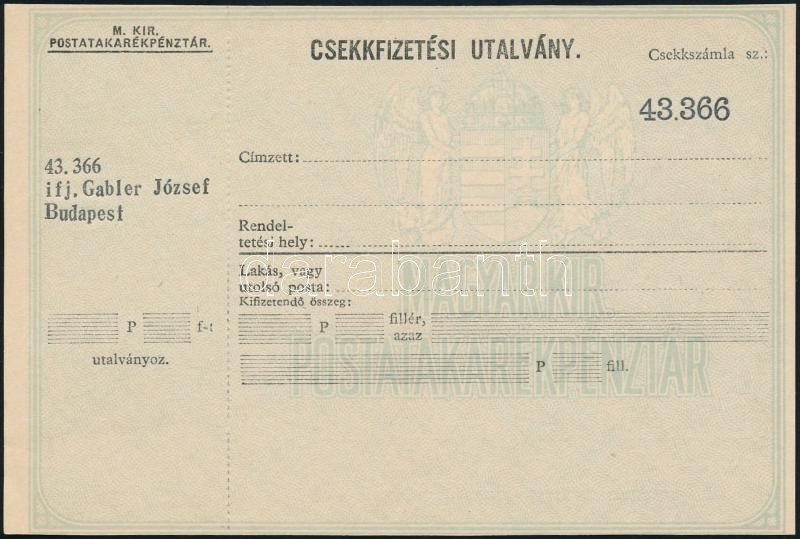 M. KIR.
POSTATAKARÉKPÉNZTÁR.
43.366
ifj. Gabler József
Budapest
P f-t
utalványoz.
CSEKKFIZETÉSI UTALVÁNY.
Csekkszámla sz.:
43.366
Címzett:
Rendel-
tetési hely:
Lakás, vagy
utolsó posta:
Kifizetendő összeg:
P fillér,
azaz
P fill.
MAGYAR KIR.
POSTATAKARÉKPÉNZTÁR
darabanth